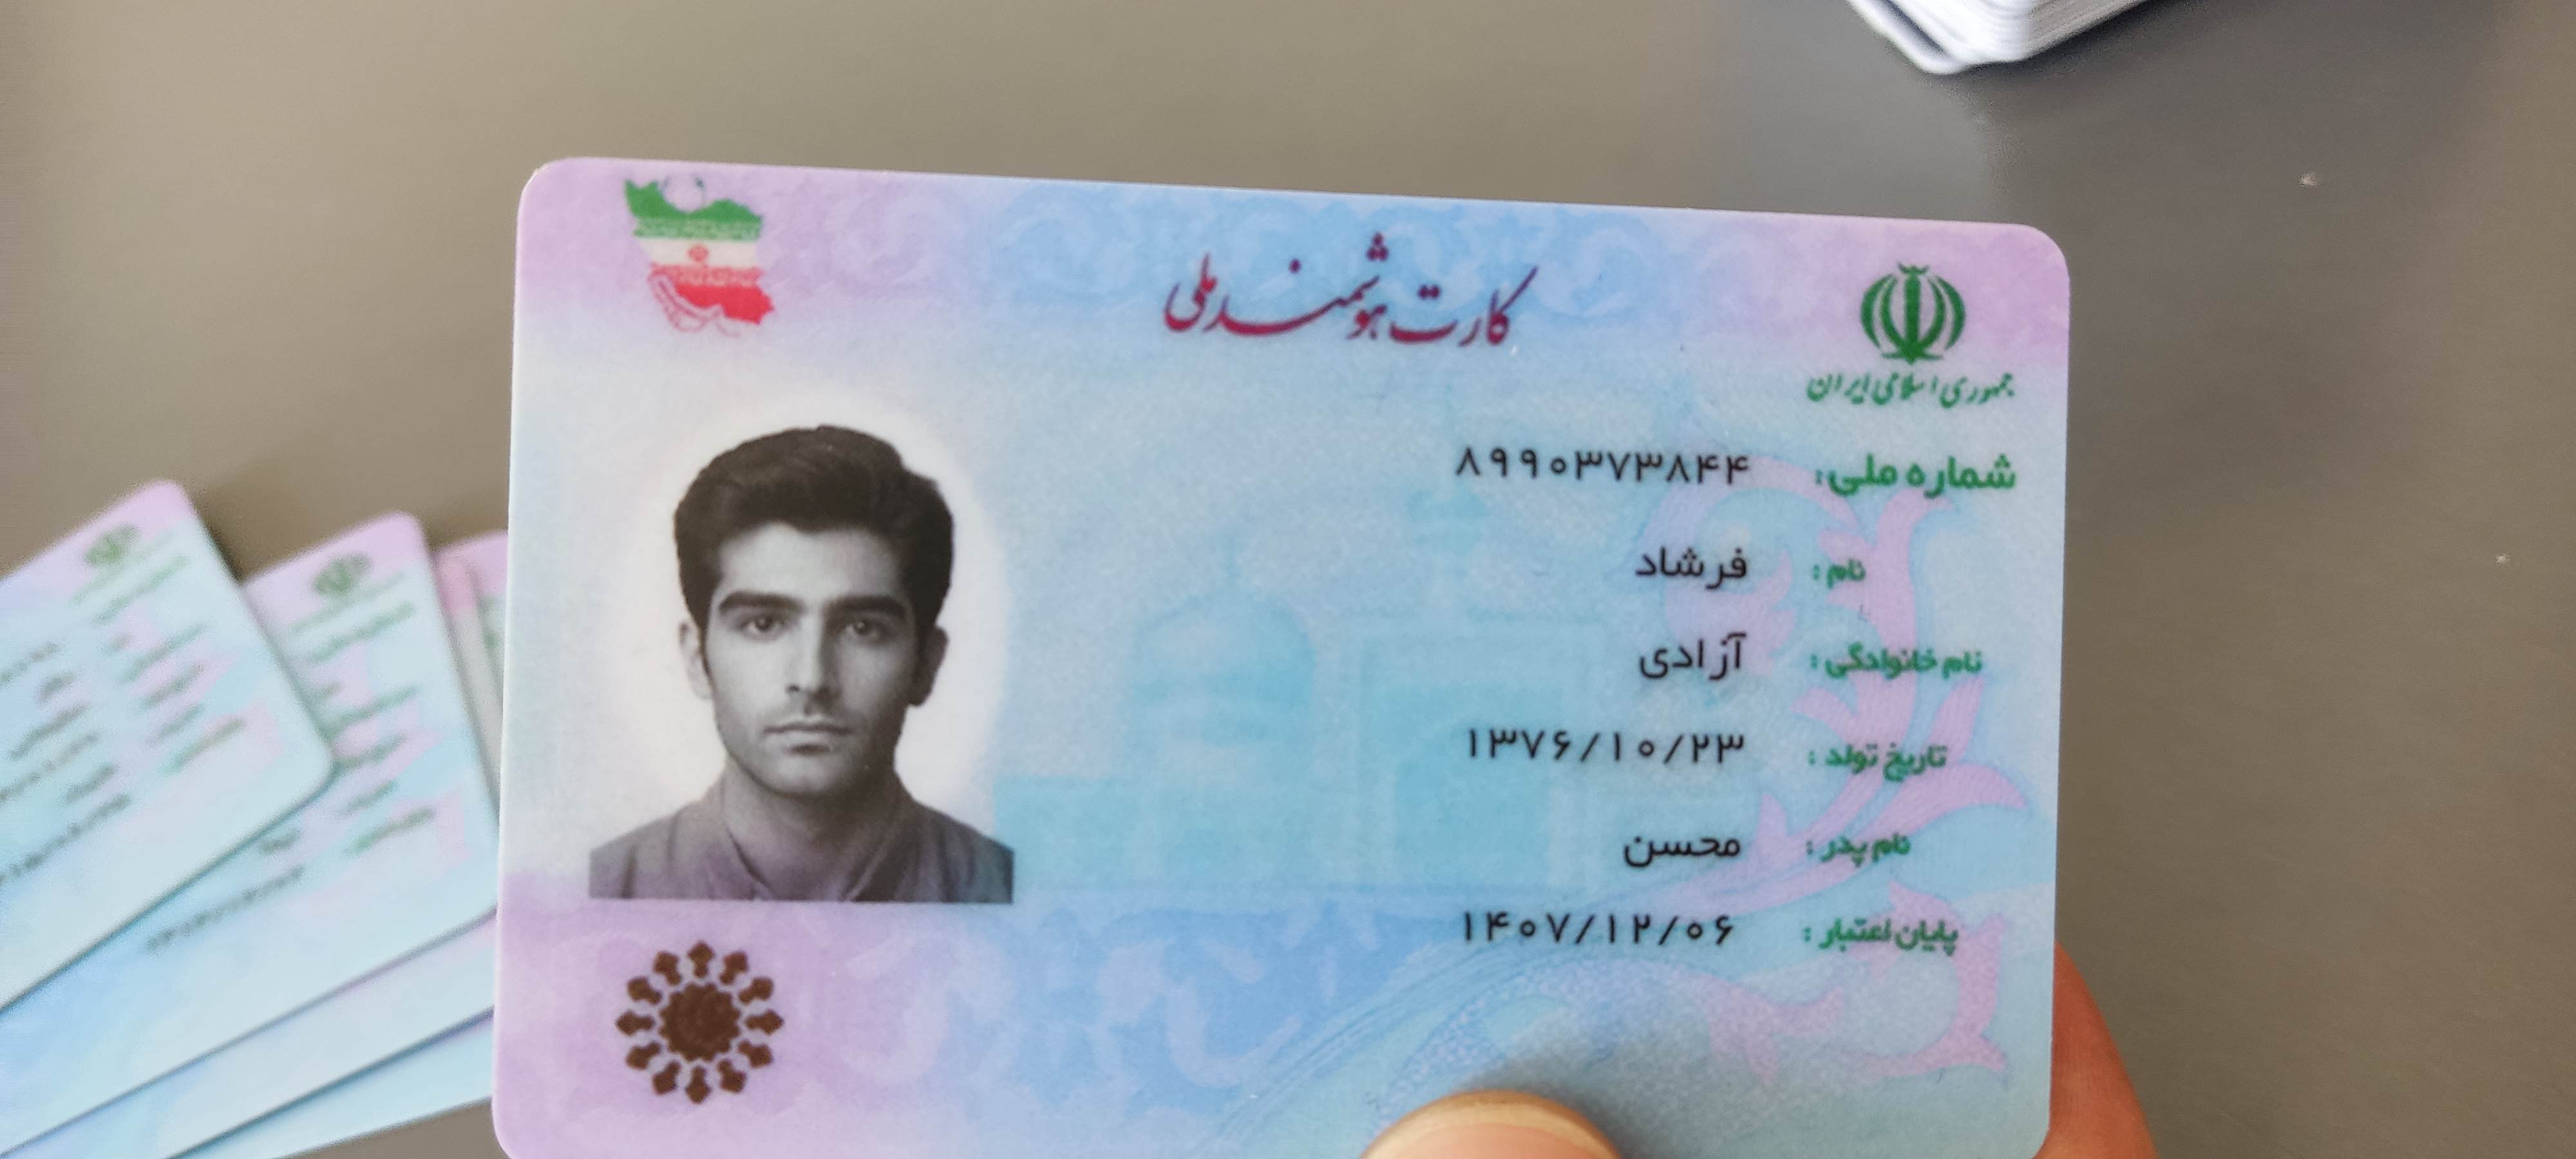 کارت هوشمند ملی
جمهوری اسلامی ایران
شماره ملی: ۸۹۹۰۳۷۳۸۴۴
نام : فرشاد
نام خانوادگی : آزادی
تاریخ تولد : ۱۳۷۶/۱۰/۲۳
نام پدر : محسن
پایان اعتبار : ۱۴۰۷/۱۲/۰۶